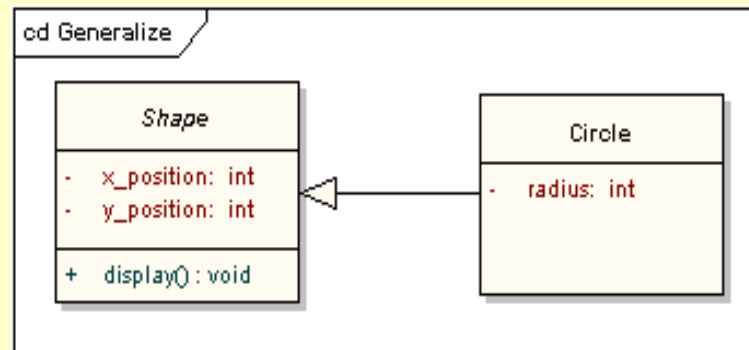 cd Generalize
Shape
- x_position: int
- y_position: int
+ display() : void
Circle
- radius: int